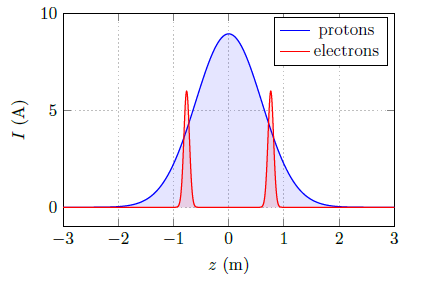 10
5
0
I (A)
protons
electrons
−3 −2 −1 0 1 2 3
z (m)